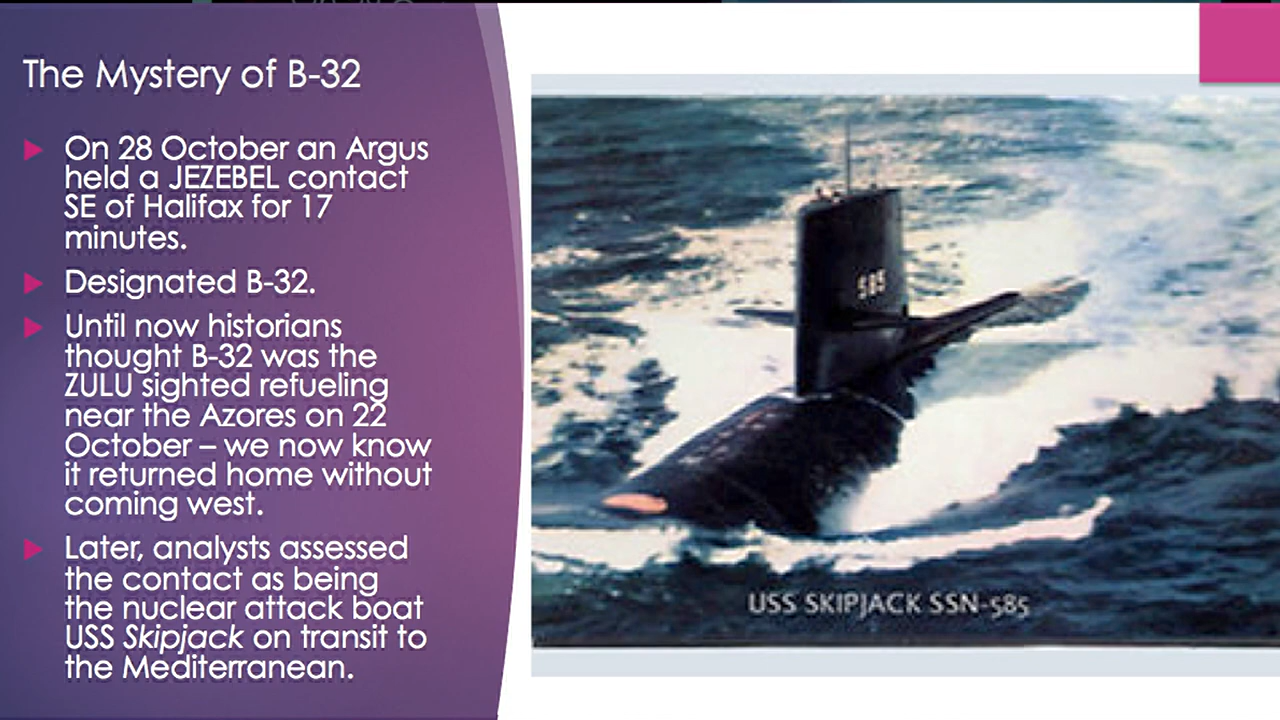 The Mystery of B-32
On 28 October an Argus
held a JEZEBEL contact
SE of Halifax for 17
minutes.
Designated B-32.
Until now historians
thought B-32 was the
ZULU sighted refueling
near the Azores on 22
October – we now know
it returned home without
coming west.
Later, analysts assessed
the contact as being
the nuclear attack boat
USS Skipjack on transit to
the Mediterranean.
585
USS SKIPJACK SSN-585